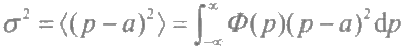 σ² = ⟨(p − a)²⟩ = ∫_{−∞}^{∞} Φ(p)(p − a)² dp